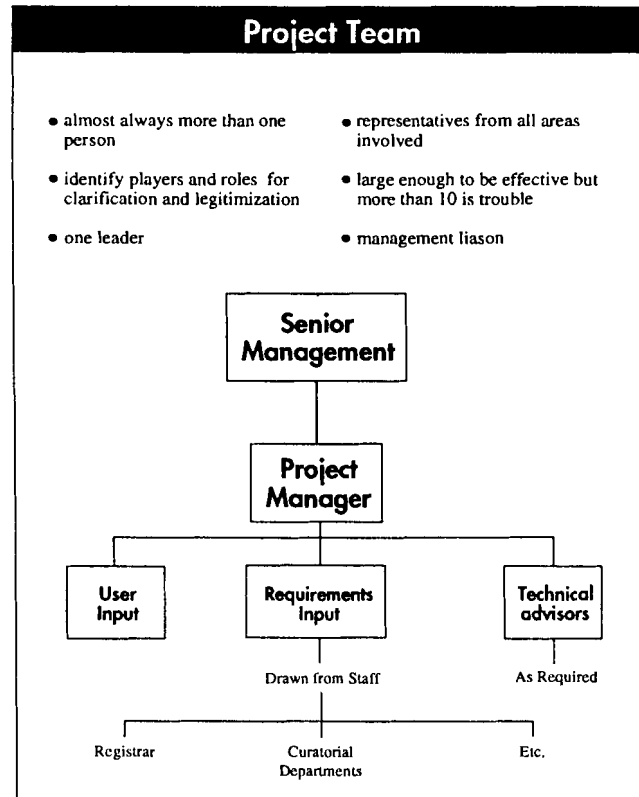 Project Team
• almost always more than one
person
• identify players and roles for
clarification and legitimization
• one leader
• representatives from all areas
involved
• large enough to be effective but
more than 10 is trouble
• management liason
Senior
Management
Project
Manager
User
Input
Requirements
Input
Technical
advisors
Drawn from Staff
As Required
Registrar
Curatorial
Departments
Etc.